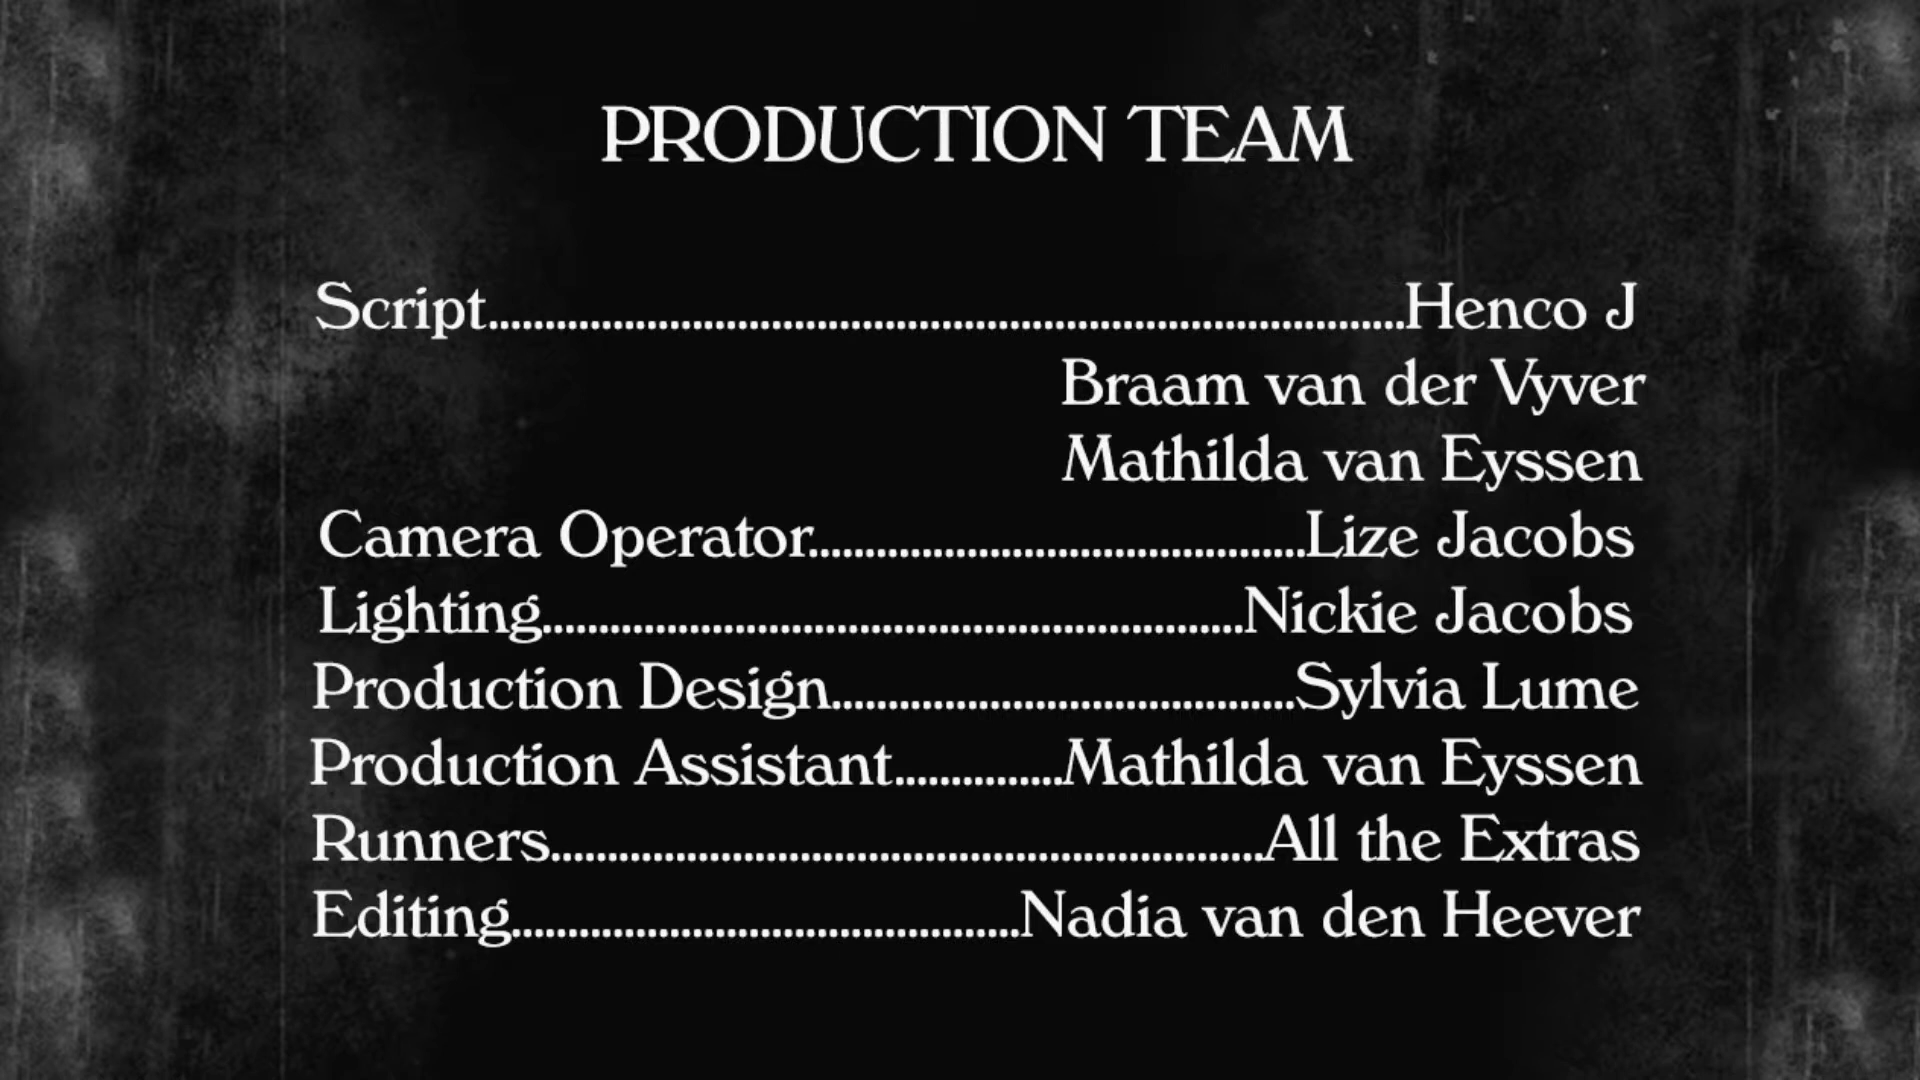 PRODUCTION TEAM
Script..................................................................................Henco J
Braam van der Vyver
Mathilda van Eyssen
Camera Operator............................................Lize Jacobs
Lighting..............................................................Nickie Jacobs
Production Design.........................................Sylvia Lume
Production Assistant...............Mathilda van Eyssen
Runners...............................................................All the Extras
Editing.............................................Nadia van den Heever